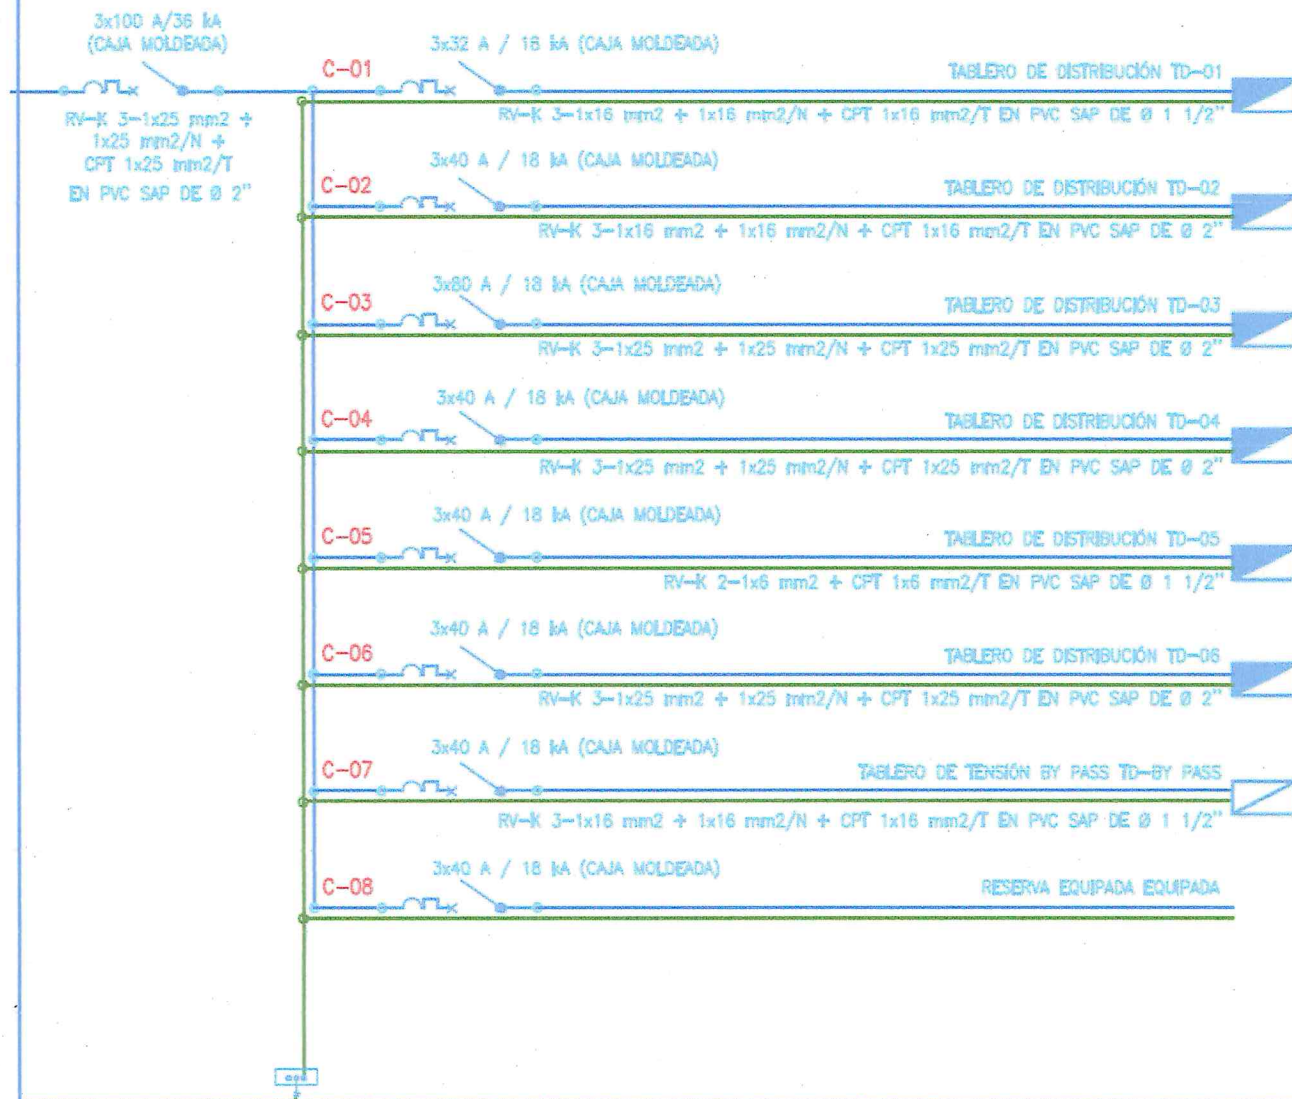 3x100 A/36 kA
(CAJA MOLDEADA)
RV-K 3-1x25 mm2 +
1x25 mm2/N +
CPT 1x25 mm2/T
EN PVC SAP DE Ø 2"
C-01
3x32 A / 18 kA (CAJA MOLDEADA)
TABLERO DE DISTRIBUCIÓN TD-01
RV-K 3-1x16 mm2 + 1x16 mm2/N + CPT 1x16 mm2/T EN PVC SAP DE Ø 1 1/2"
C-02
3x40 A / 18 kA (CAJA MOLDEADA)
TABLERO DE DISTRIBUCIÓN TD-02
RV-K 3-1x16 mm2 + 1x16 mm2/N + CPT 1x16 mm2/T EN PVC SAP DE Ø 2"
C-03
3x80 A / 18 kA (CAJA MOLDEADA)
TABLERO DE DISTRIBUCIÓN TD-03
RV-K 3-1x25 mm2 + 1x25 mm2/N + CPT 1x25 mm2/T EN PVC SAP DE Ø 2"
C-04
3x40 A / 18 kA (CAJA MOLDEADA)
TABLERO DE DISTRIBUCIÓN TD-04
RV-K 3-1x25 mm2 + 1x25 mm2/N + CPT 1x25 mm2/T EN PVC SAP DE Ø 2"
C-05
3x40 A / 18 kA (CAJA MOLDEADA)
TABLERO DE DISTRIBUCIÓN TD-05
RV-K 2-1x6 mm2 + CPT 1x6 mm2/T EN PVC SAP DE Ø 1 1/2"
C-06
3x40 A / 18 kA (CAJA MOLDEADA)
TABLERO DE DISTRIBUCIÓN TD-06
RV-K 3-1x25 mm2 + 1x25 mm2/N + CPT 1x25 mm2/T EN PVC SAP DE Ø 2"
C-07
3x40 A / 18 kA (CAJA MOLDEADA)
TABLERO DE TENSIÓN BY PASS TD-BY PASS
RV-K 3-1x16 mm2 + 1x16 mm2/N + CPT 1x16 mm2/T EN PVC SAP DE Ø 1 1/2"
C-08
3x40 A / 18 kA (CAJA MOLDEADA)
RESERVA EQUIPADA EQUIPADA